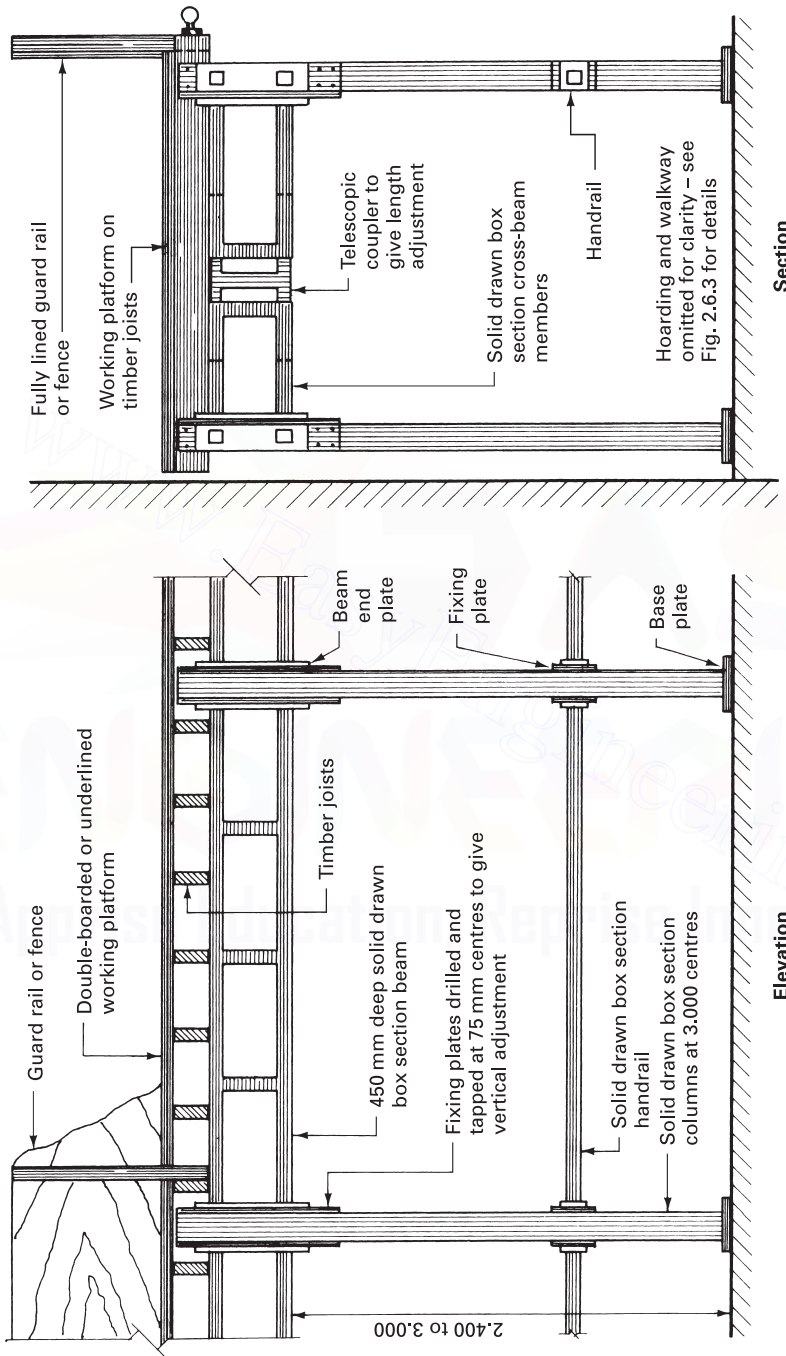 Guard rail or fence
Double-boarded or underlined
working platform
Timber joists
450 mm deep solid drawn
box section beam
Fixing plates drilled and
tapped at 75 mm centres to give
vertical adjustment
Solid drawn box section
handrail
Solid drawn box section
columns at 3.000 centres
2.400 to 3.000
Beam
end
plate
Fixing
plate
Base
plate
Elevation
Fully lined guard rail
or fence
Working platform on
timber joists
Telescopic
coupler to
give length
adjustment
Solid drawn box
section cross-beam
members
Handrail
Hoarding and walkway
omitted for clarity – see
Fig. 2.6.3 for details
Section